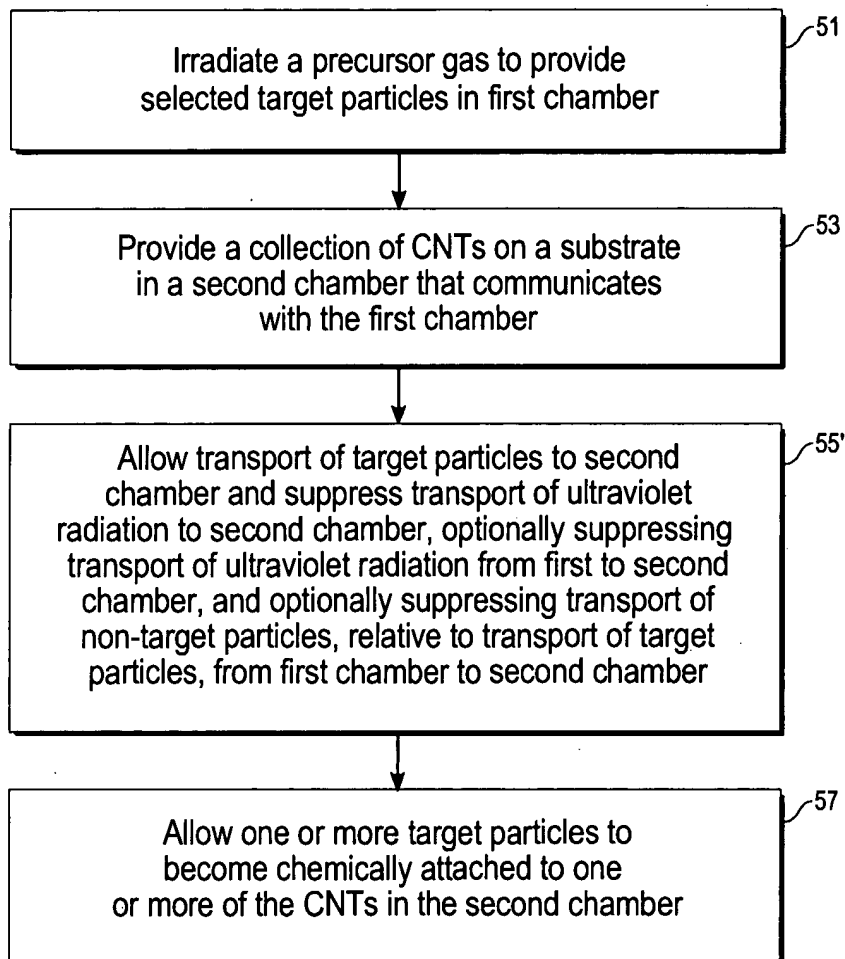 51
Irradiate a precursor gas to provide
selected target particles in first chamber
53
Provide a collection of CNTs on a substrate
in a second chamber that communicates
with the first chamber
55'
Allow transport of target particles to second
chamber and suppress transport of ultraviolet
radiation to second chamber, optionally suppressing
transport of ultraviolet radiation from first to second
chamber, and optionally suppressing transport of
non-target particles, relative to transport of target
particles, from first chamber to second chamber
57
Allow one or more target particles to
become chemically attached to one
or more of the CNTs in the second chamber